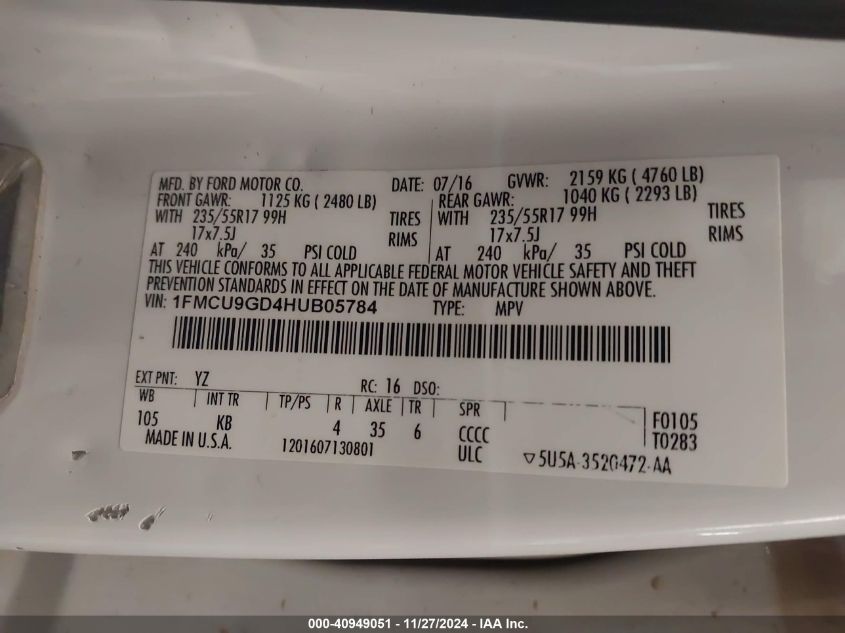 MFD. BY FORD MOTOR CO. DATE: 07/16 GVWR: 2159 KG ( 4760 LB)
FRONT GAWR: 1125 KG ( 2480 LB) REAR GAWR: 1040 KG ( 2293 LB)
WITH 235/55R17 99H TIRES WITH 235/55R17 99H TIRES
17x7.5J RIMS 17x7.5J RIMS
AT 240 kPa/ 35 PSI COLD AT 240 kPa/ 35 PSI COLD
THIS VEHICLE CONFORMS TO ALL APPLICABLE FEDERAL MOTOR VEHICLE SAFETY AND THEFT
PREVENTION STANDARDS IN EFFECT ON THE DATE OF MANUFACTURE SHOWN ABOVE.
VIN: 1FMCU9GD4HUB05784 TYPE: MPV
EXT PNT: YZ RC: 16 DSO:
WB INT TR TP/PS R AXLE TR SPR
105 KB 4 35 6 CCCC F0105
MADE IN U.S.A. 1201607130801 ULC T0283
▽5U5A-3520472-AA
000-40949051 - 11/27/2024 - IAA Inc.